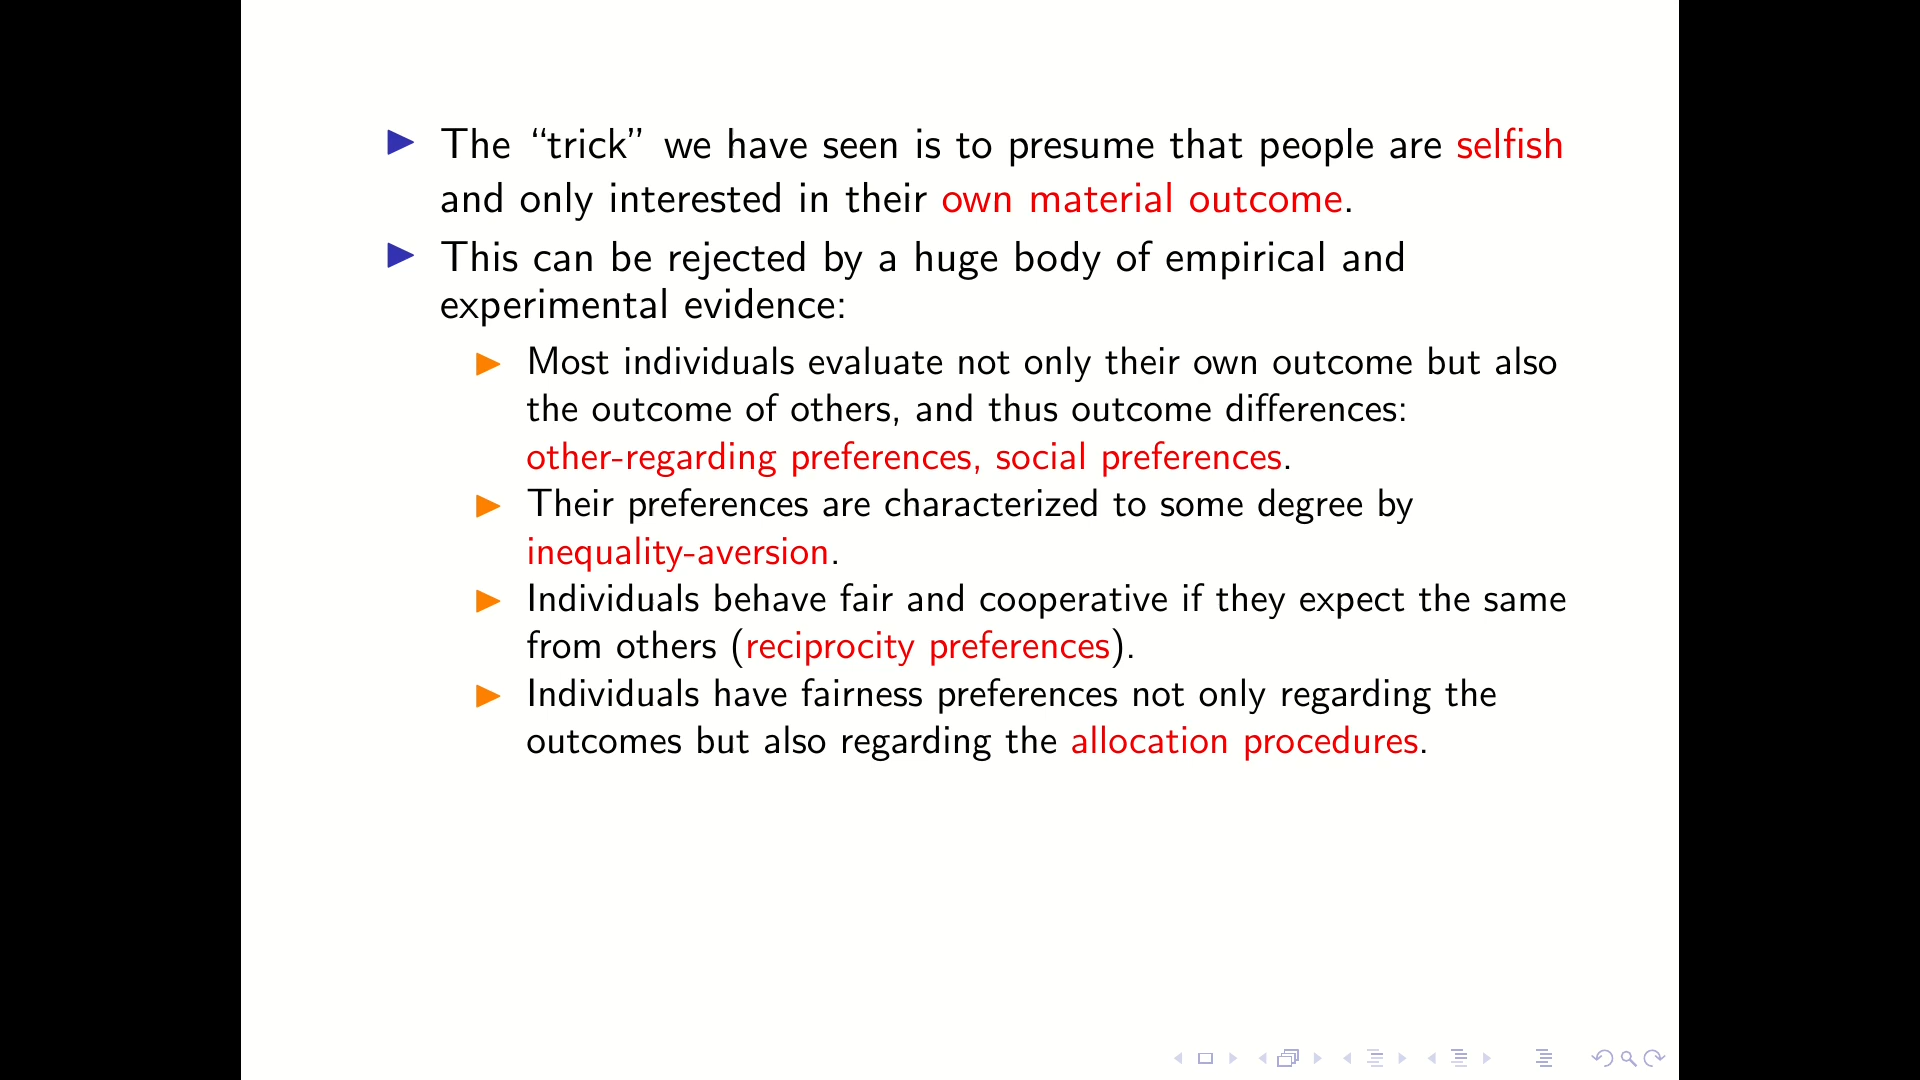 The “trick” we have seen is to presume that people are selfish
and only interested in their own material outcome.
This can be rejected by a huge body of empirical and
experimental evidence:
Most individuals evaluate not only their own outcome but also
the outcome of others, and thus outcome differences:
other-regarding preferences, social preferences.
Their preferences are characterized to some degree by
inequality-aversion.
Individuals behave fair and cooperative if they expect the same
from others (reciprocity preferences).
Individuals have fairness preferences not only regarding the
outcomes but also regarding the allocation procedures.